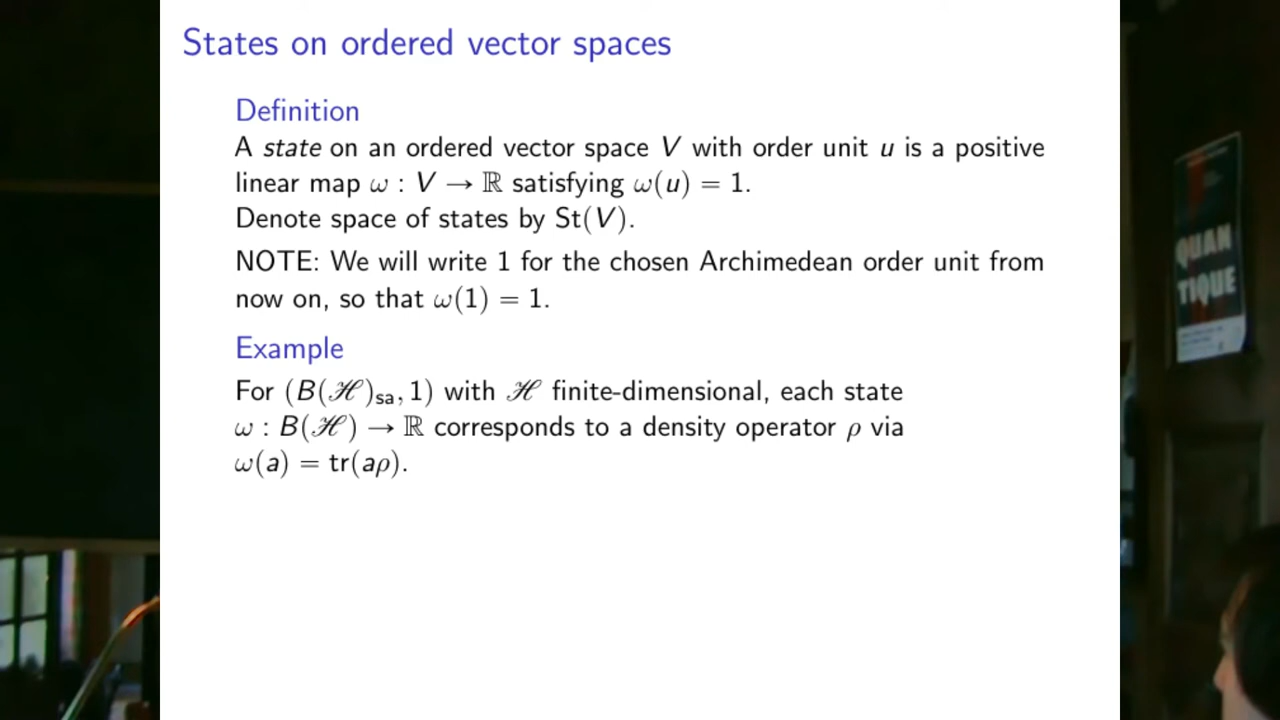 States on ordered vector spaces
Definition
A state on an ordered vector space V with order unit u is a positive
linear map ω : V → ℝ satisfying ω(u) = 1.
Denote space of states by St(V).
NOTE: We will write 1 for the chosen Archimedean order unit from
now on, so that ω(1) = 1.
Example
For (B(ℋ)sa, 1) with ℋ finite-dimensional, each state
ω : B(ℋ) → ℝ corresponds to a density operator ρ via
ω(a) = tr(aρ).
QUAN
TIQUE